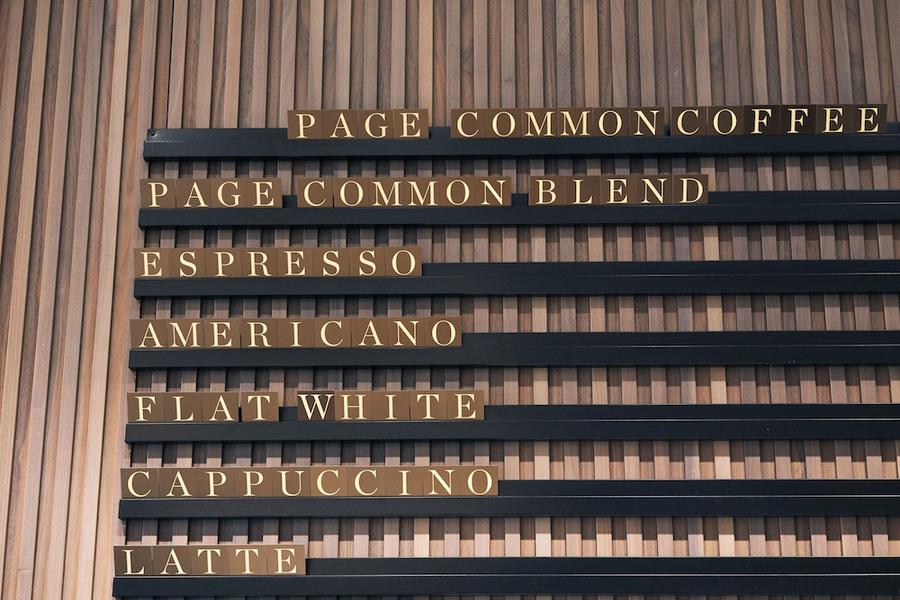 PAGE COMMON COFFEE
PAGE COMMON BLEND
ESPRESSO
AMERICANO
FLAT WHITE
CAPPUCCINO
LATTE